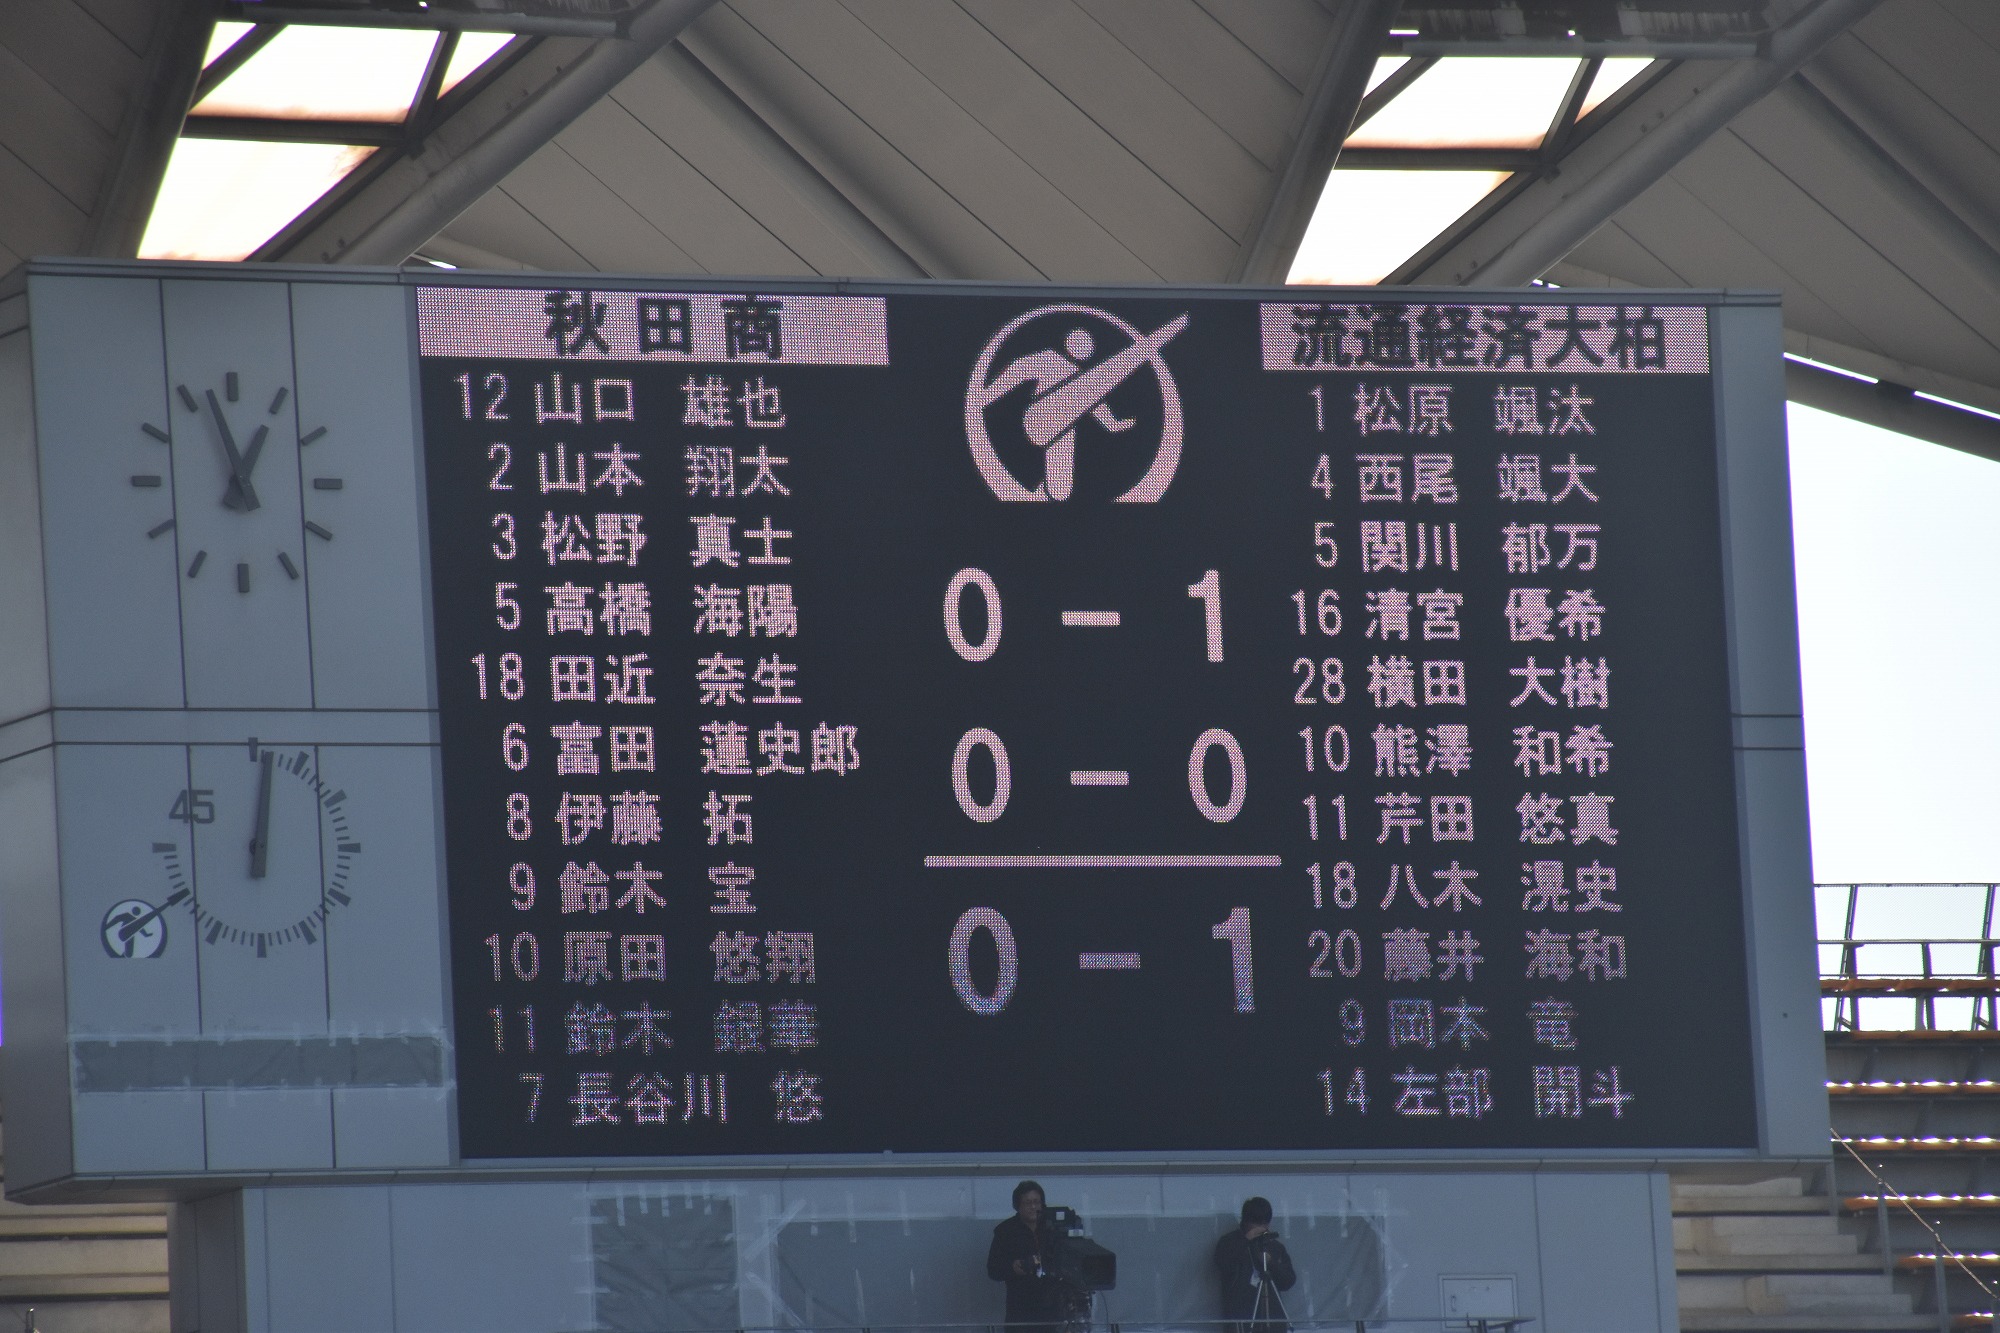 秋田商
12 山口 雄也
2 山本 翔太
3 松野 真士
5 高橋 海陽
18 田近 奈生
6 富田 蓮史郎
8 伊藤 拓
9 鈴木 宝
10 原田 悠翔
11 鈴木 銀華
7 長谷川 悠
0 - 1
0 - 0
0 - 1
流通経済大柏
1 松原 颯汰
4 西尾 颯大
5 関川 郁万
16 清宮 優希
28 横田 大樹
10 熊澤 和希
11 芹田 悠真
18 八木 滉史
20 藤井 海和
9 岡本 竜
14 左部 開斗
45